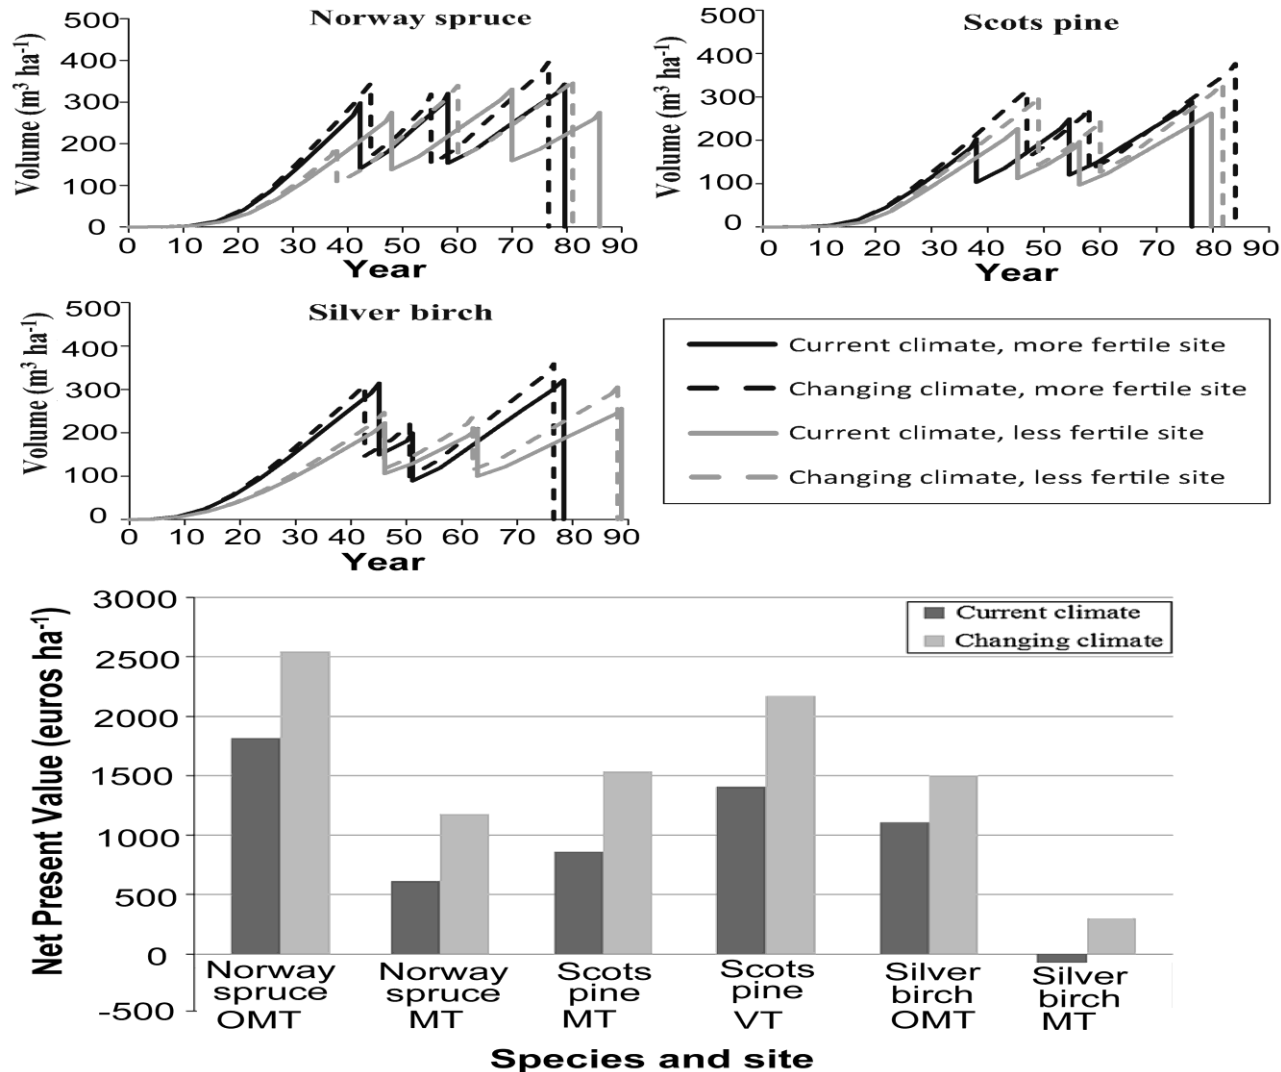 Norway spruce
Volume (m³ ha⁻¹)
500
400
300
200
100
0
0 10 20 30 40 50 60 70 80 90
Year
Scots pine
Volume (m³ ha⁻¹)
500
400
300
200
100
0
0 10 20 30 40 50 60 70 80 90
Year
Silver birch
Volume (m³ ha⁻¹)
500
400
300
200
100
0
0 10 20 30 40 50 60 70 80 90
Year
Current climate, more fertile site
Changing climate, more fertile site
Current climate, less fertile site
Changing climate, less fertile site
Net Present Value (euros ha⁻¹)
3000
2500
2000
1500
1000
500
0
-500
Current climate
Changing climate
Norway
spruce
OMT
Norway
spruce
MT
Scots
pine
MT
Scots
pine
VT
Silver
birch
OMT
Silver
birch
MT
Species and site